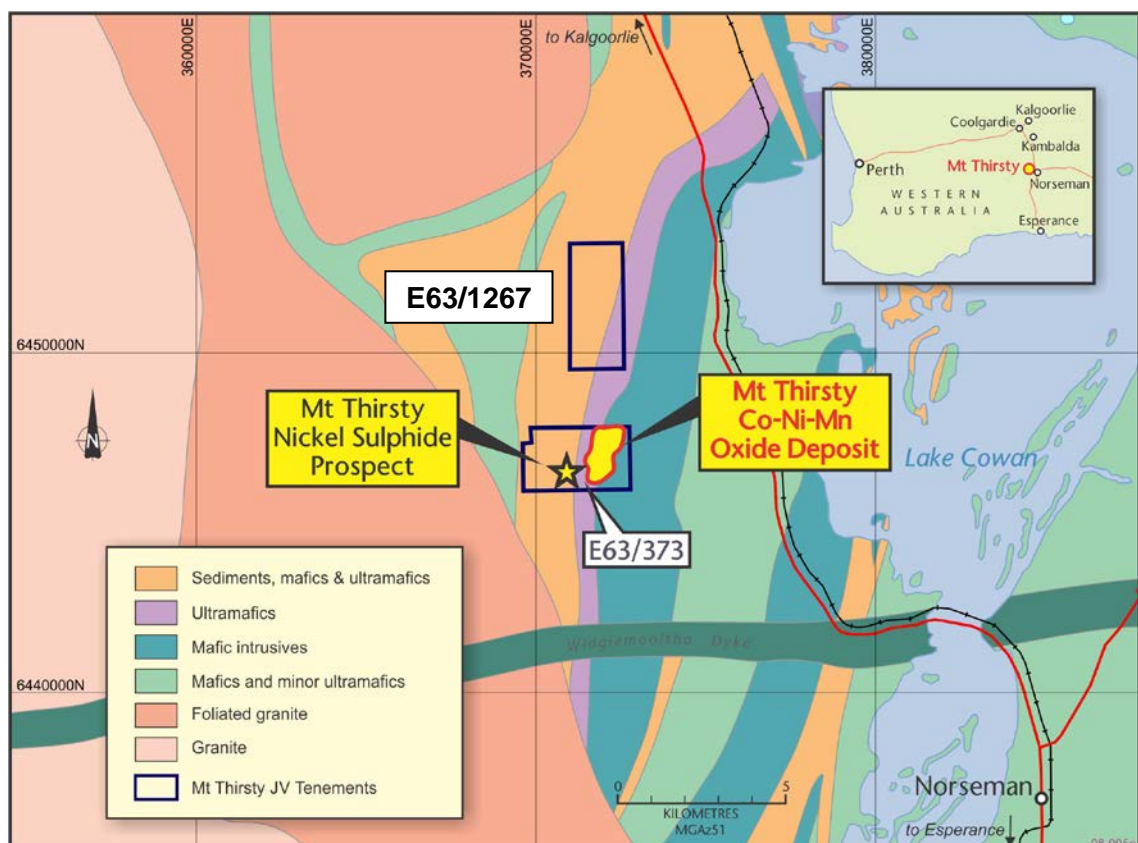 360000E
370000E
380000E
to Kalgoorlie
Kalgoorlie
Coolgardie
Kambalda
Perth
Mt Thirsty
Norseman
WESTERN
AUSTRALIA
Esperance
E63/1267
6450000N
N
Mt Thirsty
Nickel Sulphide
Prospect
Mt Thirsty
Co-Ni-Mn
Oxide Deposit
Lake Cowan
E63/373
Sediments, mafics & ultramafics
Ultramafics
Mafic intrusives
Mafics and minor ultramafics
Foliated granite
Granite
Mt Thirsty JV Tenements
Widgiemooltha Dyke
6440000N
0
5
KILOMETRES
MGAz51
Norseman
to Esperance